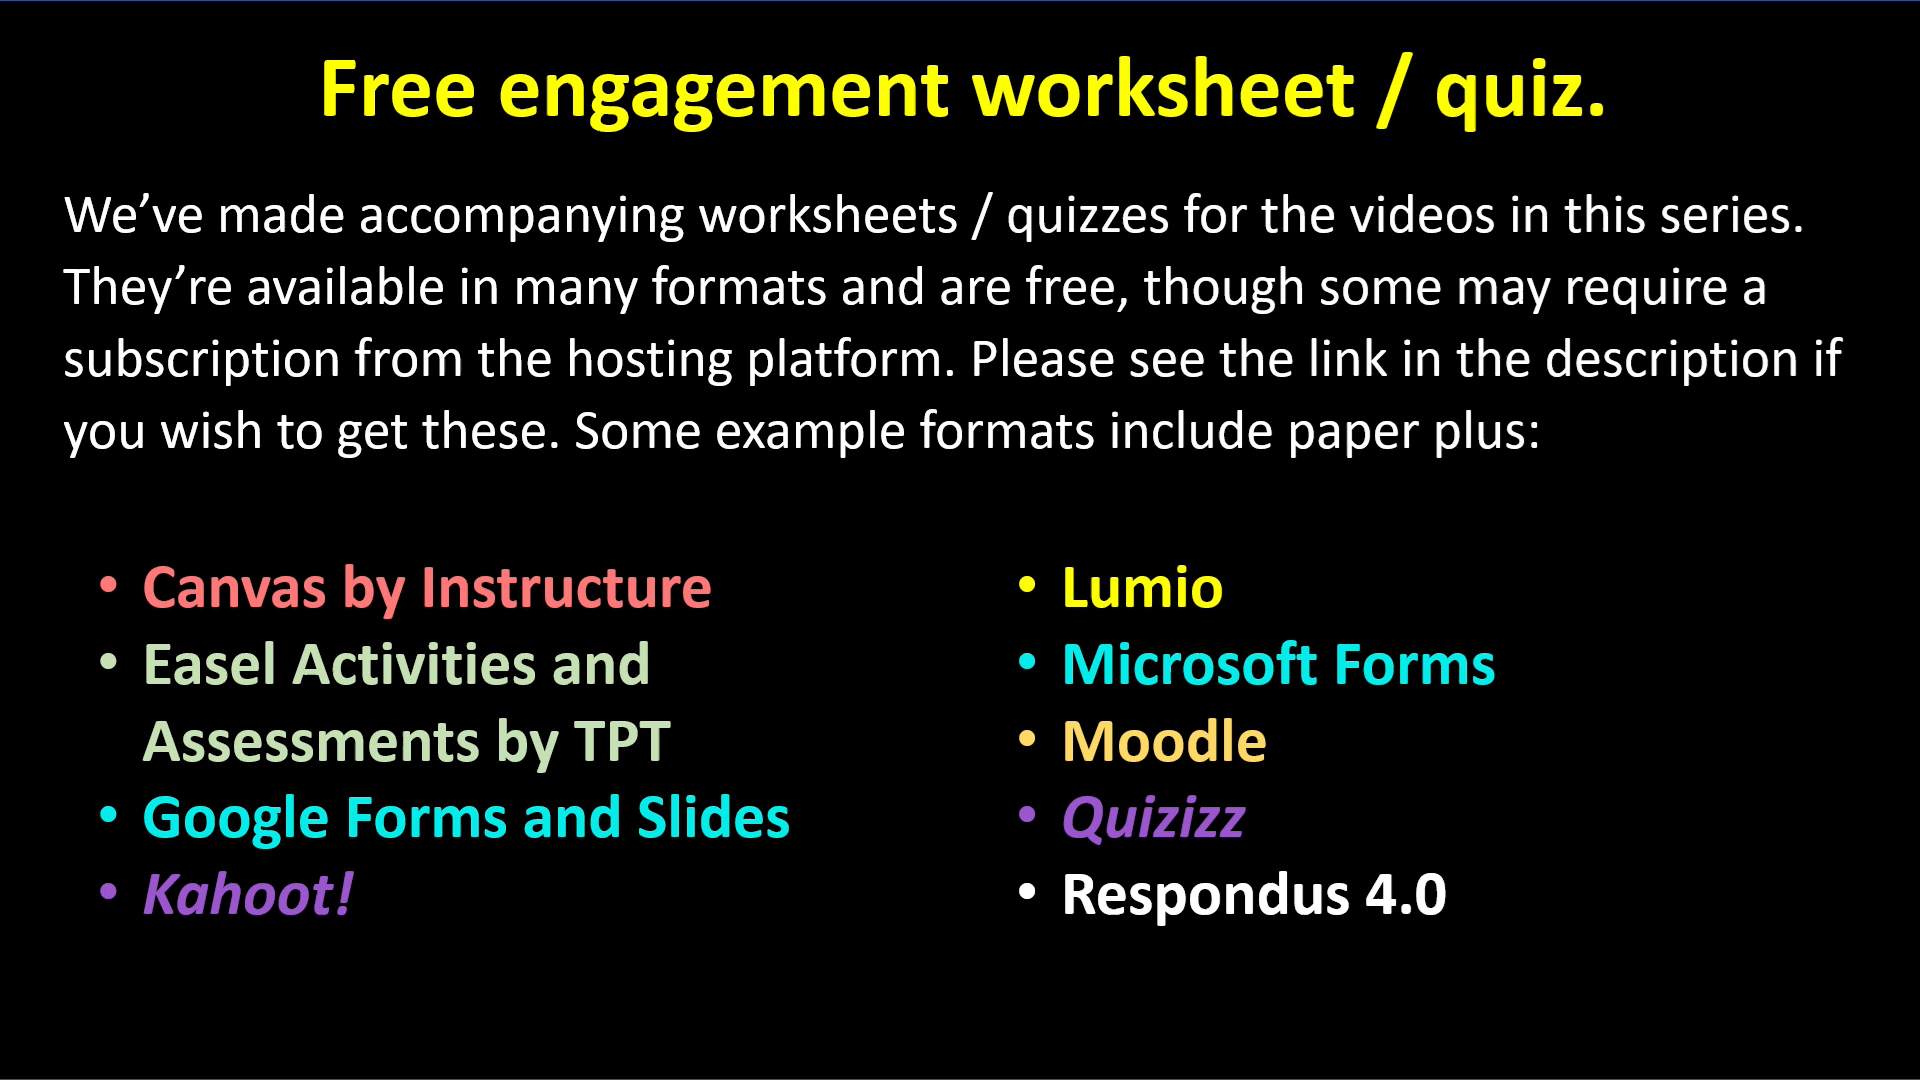 Free engagement worksheet / quiz.
We’ve made accompanying worksheets / quizzes for the videos in this series.
They’re available in many formats and are free, though some may require a
subscription from the hosting platform. Please see the link in the description if
you wish to get these. Some example formats include paper plus:
• Canvas by Instructure
• Easel Activities and
Assessments by TPT
• Google Forms and Slides
• Kahoot!
• Lumio
• Microsoft Forms
• Moodle
• Quizizz
• Respondus 4.0